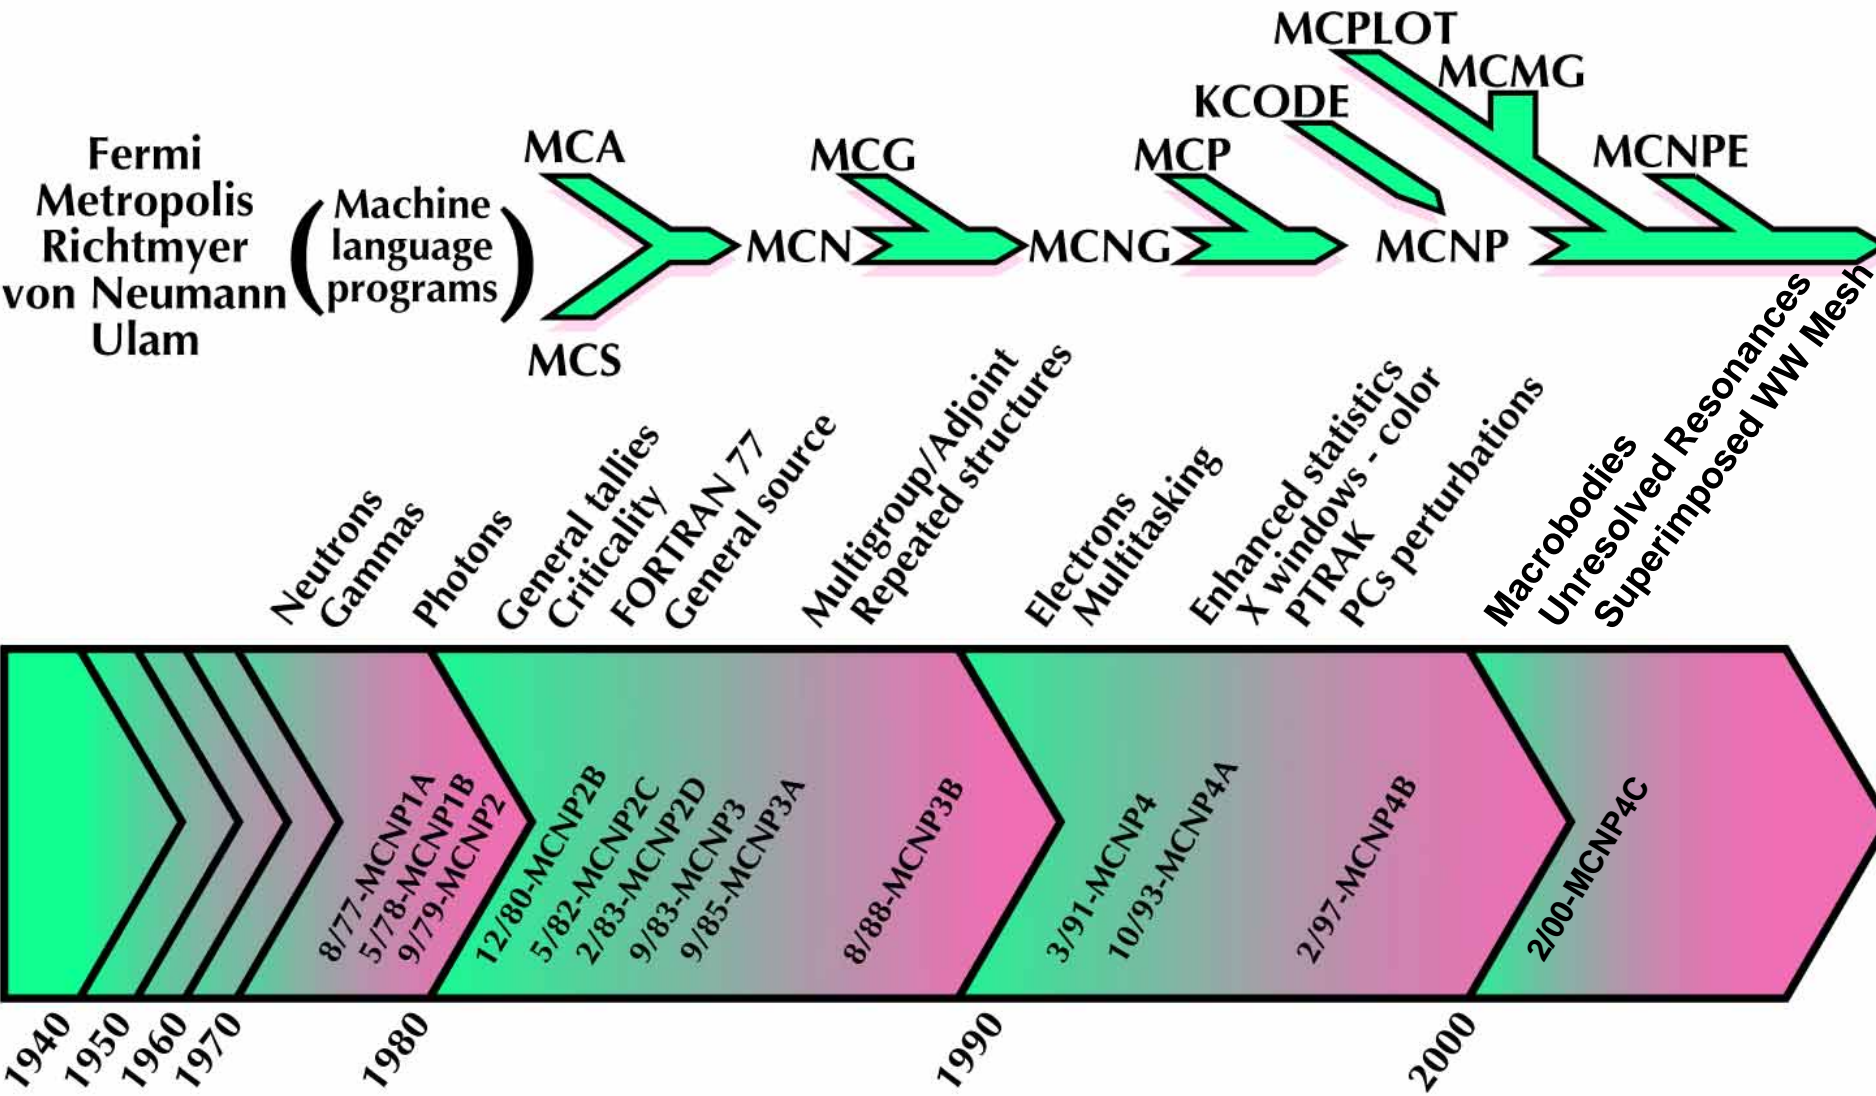 MCPLOT
MCMG
KCODE
MCA
MCG
MCP
MCNPE
Fermi
Metropolis
Richtmyer
von Neumann
Ulam
(Machine
language
programs)
MCN
MCNG
MCNP
MCS
Neutrons
Gammas
Photons
General tallies
Criticality
FORTRAN 77
General source
Multigroup/Adjoint
Repeated structures
Electrons
Multitasking
Enhanced statistics
X windows - color
PTRAK
PCs perturbations
Macrobodies
Unresolved Resonances
Superimposed WW Mesh
8/77-MCNP1A
5/78-MCNP1B
9/79-MCNP2
12/80-MCNP2B
5/82-MCNP2C
2/83-MCNP2D
9/83-MCNP3
9/85-MCNP3A
8/88-MCNP3B
3/91-MCNP4
10/93-MCNP4A
2/97-MCNP4B
2/00-MCNP4C
1940
1950
1960
1970
1980
1990
2000